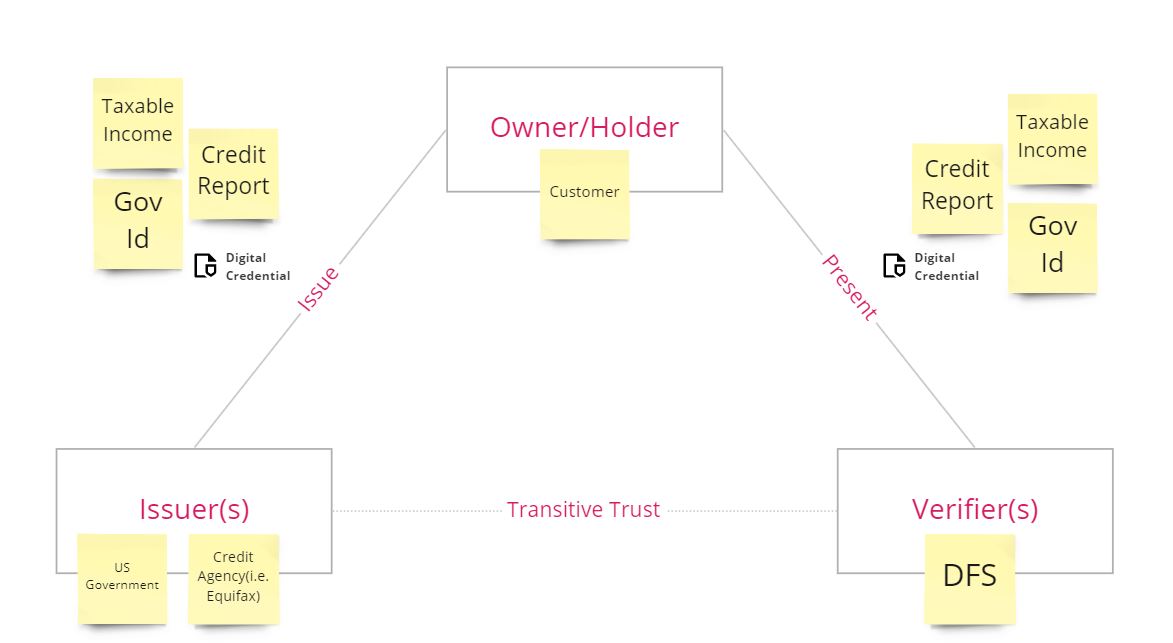 Taxable
Income
Credit
Report
Gov
Id
Digital
Credential
Owner/Holder
Customer
Taxable
Income
Credit
Report
Gov
Id
Digital
Credential
Issue
Present
Issuer(s)
US
Government
Credit
Agency(i.e.
Equifax)
Transitive Trust
Verifier(s)
DFS